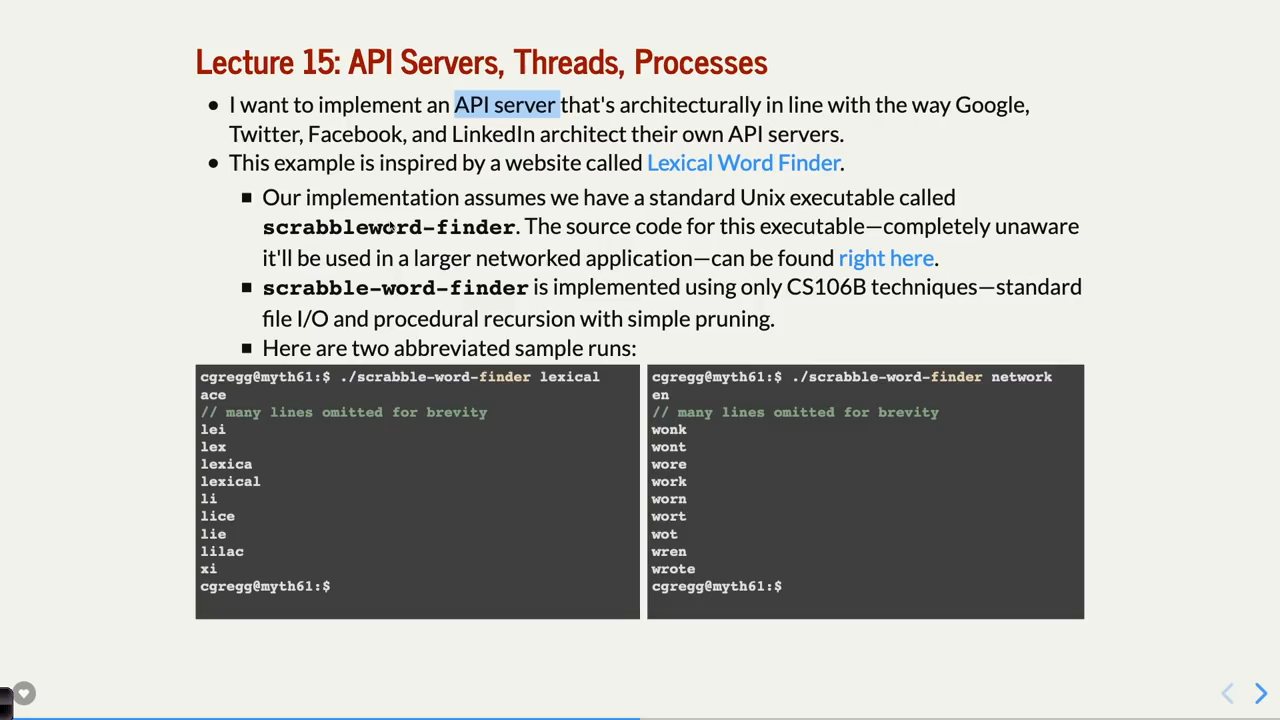 Lecture 15: API Servers, Threads, Processes
I want to implement an API server that's architecturally in line with the way Google,
Twitter, Facebook, and LinkedIn architect their own API servers.
This example is inspired by a website called Lexical Word Finder.
Our implementation assumes we have a standard Unix executable called
scrabbleword-finder. The source code for this executable—completely unaware
it'll be used in a larger networked application—can be found right here.
scrabble-word-finder is implemented using only CS106B techniques—standard
file I/O and procedural recursion with simple pruning.
Here are two abbreviated sample runs:
cgregg@myth61:$ ./scrabble-word-finder lexical
ace
// many lines omitted for brevity
lei
lex
lexica
lexical
li
lice
lie
lilac
xi
cgregg@myth61:$
cgregg@myth61:$ ./scrabble-word-finder network
en
// many lines omitted for brevity
wonk
wont
wore
work
worn
wort
wot
wren
wrote
cgregg@myth61:$